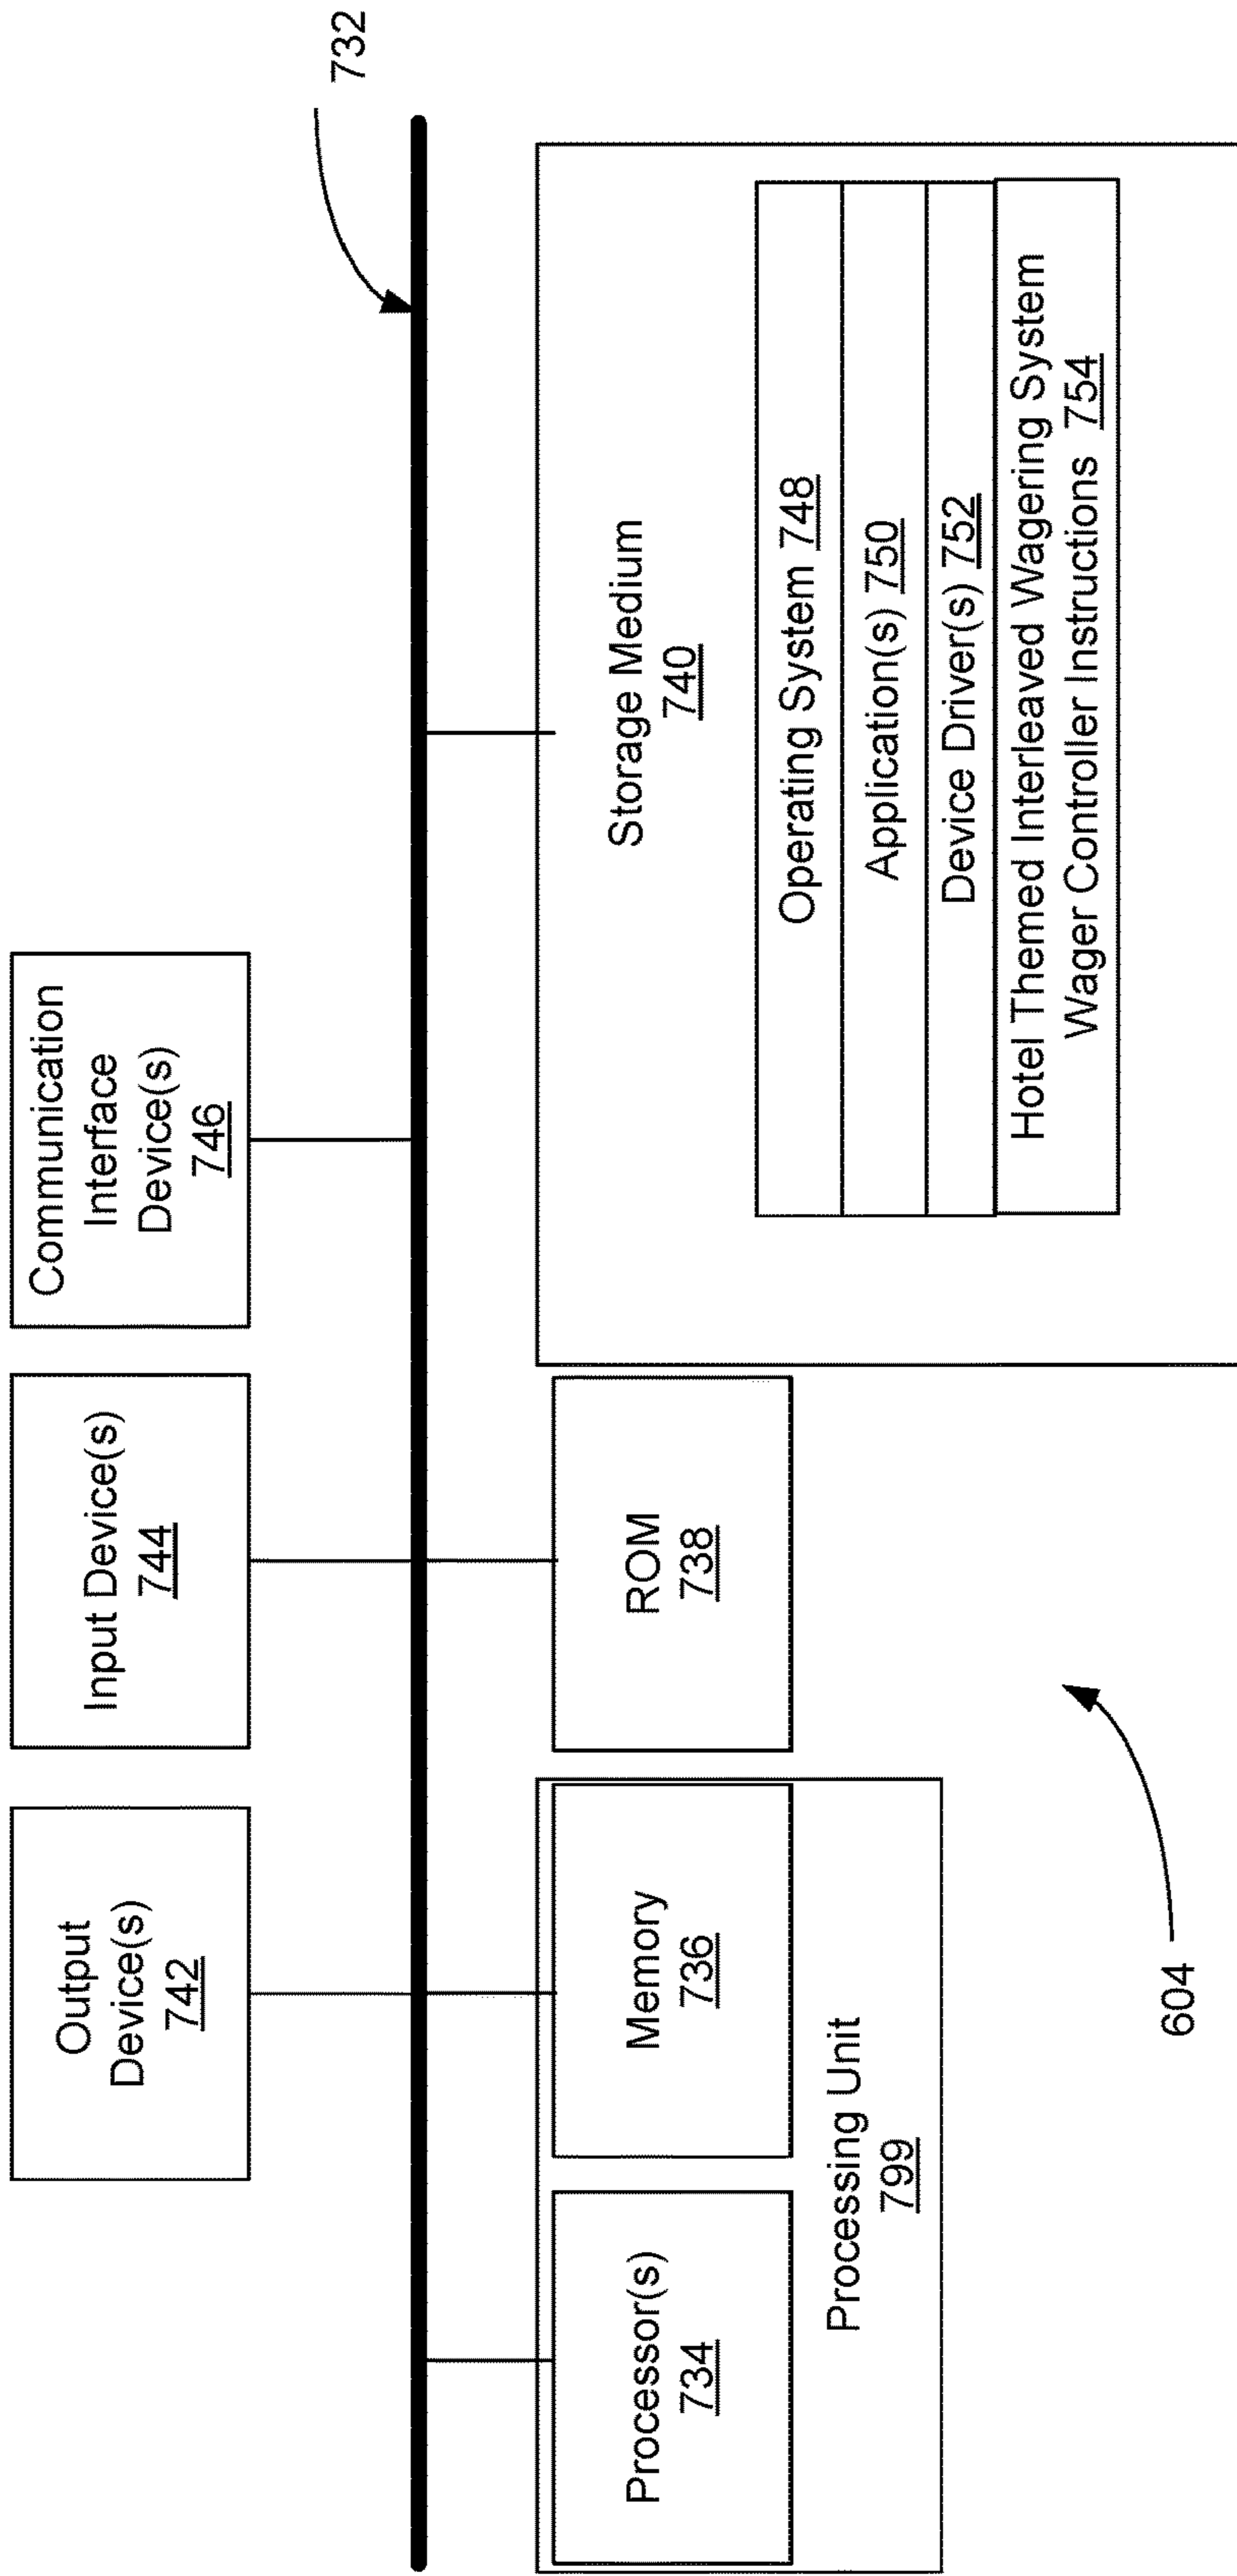 Output
Device(s)
742
Input Device(s)
744
Communication
Interface
Device(s)
746
732
Processor(s)
734
Memory
736
Processing Unit
799
ROM
738
Storage Medium
740
Operating System 748
Application(s) 750
Device Driver(s) 752
Hotel Themed Interleaved Wagering System
Wager Controller Instructions 754
604